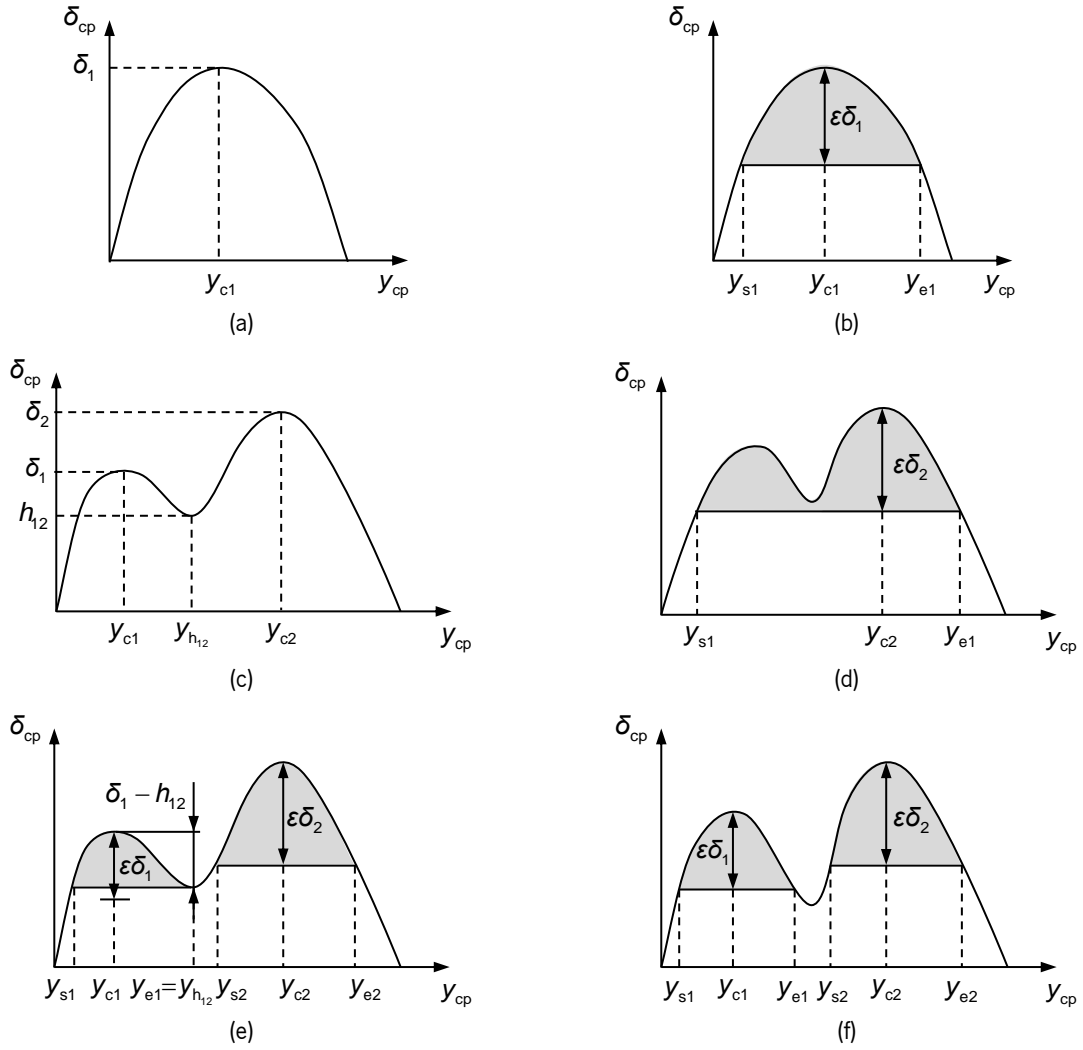 δcp
δ1
yc1
ycp
(a)
δcp
εδ1
ys1
yc1
ye1
ycp
(b)
δcp
δ2
δ1
h12
yc1
yh12
yc2
ycp
(c)
δcp
εδ2
ys1
yc2
ye1
ycp
(d)
δcp
δ1 − h12
εδ1
εδ2
ys1
yc1
ye1=yh12
ys2
yc2
ye2
ycp
(e)
δcp
εδ1
εδ2
ys1
yc1
ye1
ys2
yc2
ye2
ycp
(f)